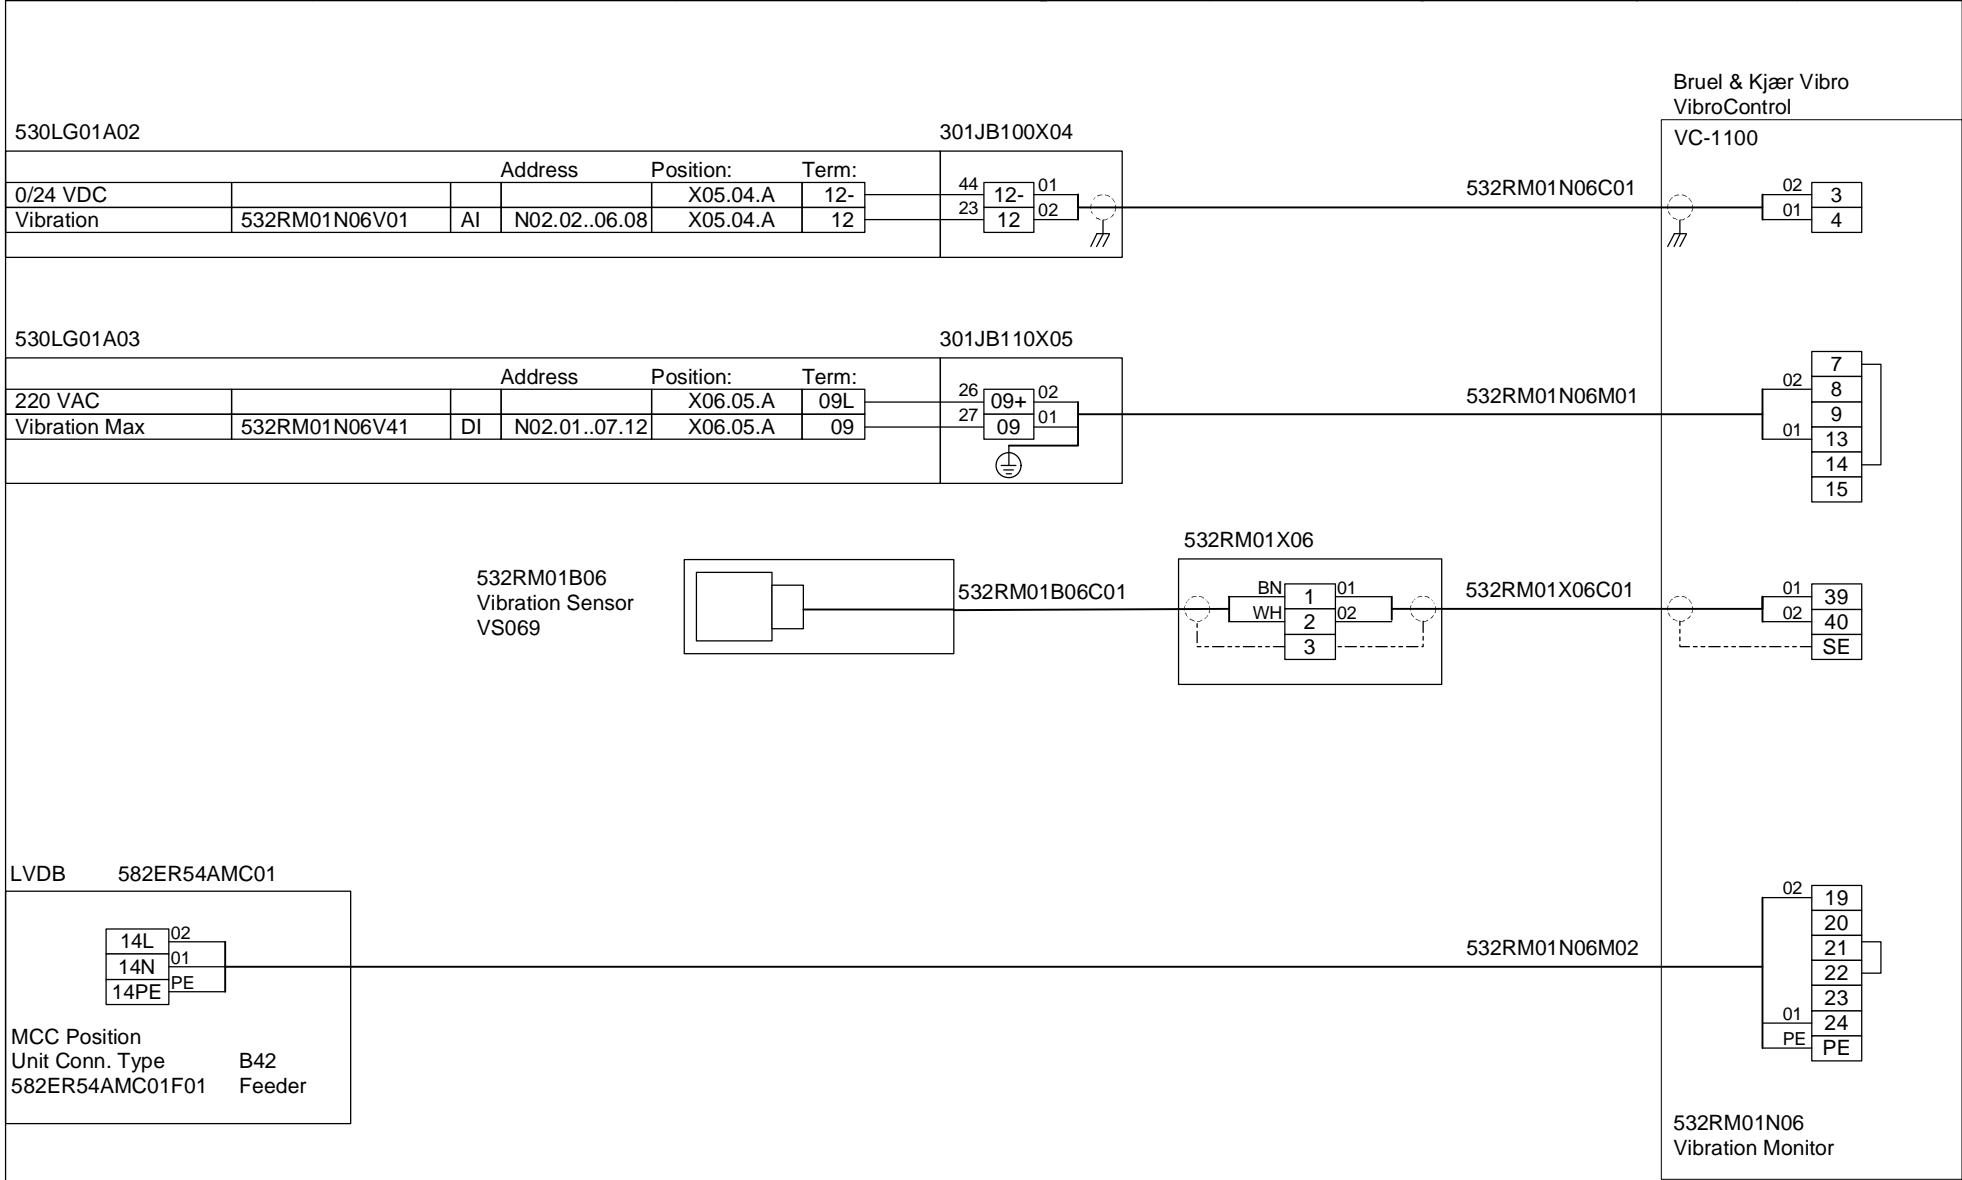 Bruel & Kjær Vibro
VibroControl
VC-1100
530LG01A02
301JB100X04
Address Position: Term:
0/24 VDC X05.04.A 12-
Vibration 532RM01N06V01 AI N02.02..06.08 X05.04.A 12
44 12- 01
23 12 02
532RM01N06C01
02 3
01 4
530LG01A03
301JB110X05
Address Position: Term:
220 VAC X06.05.A 09L
Vibration Max 532RM01N06V41 DI N02.01..07.12 X06.05.A 09
26 09+ 02
27 09 01
532RM01N06M01
7
02 8
9
01 13
14
15
532RM01B06
Vibration Sensor
VS069
532RM01B06C01
532RM01X06
BN 1 01
WH 2 02
3
532RM01X06C01
01 39
02 40
SE
LVDB 582ER54AMC01
14L 02
14N 01
14PE PE
MCC Position
Unit Conn. Type B42
582ER54AMC01F01 Feeder
532RM01N06M02
02 19
20
21
22
23
01 24
PE PE
532RM01N06
Vibration Monitor